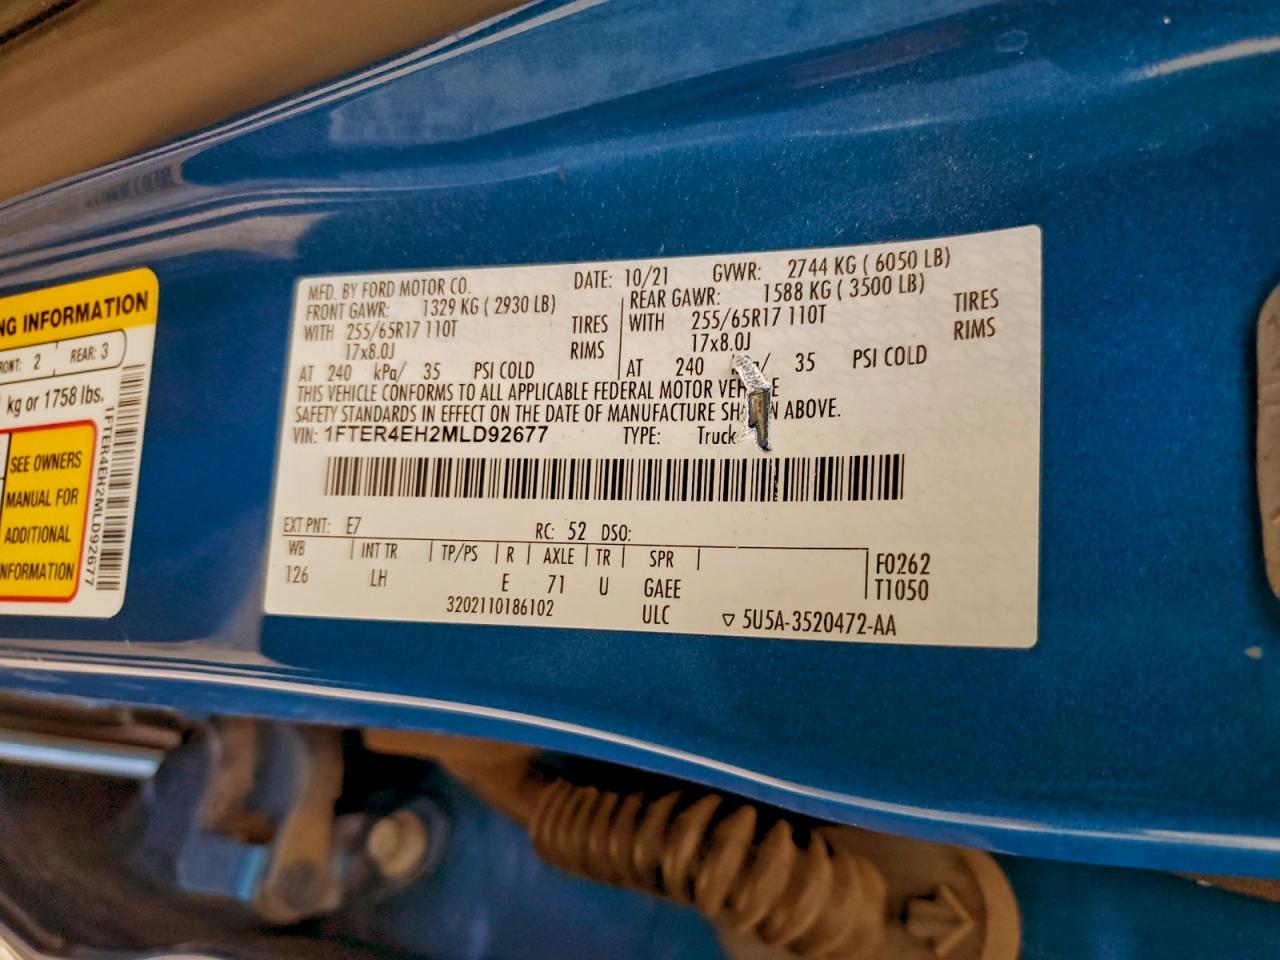 NG INFORMATION
RONT: 2 REAR: 3
kg or 1758 lbs.
SEE OWNERS
MANUAL FOR
ADDITIONAL
NFORMATION
1FTER4EH2MLD92677
MFD. BY FORD MOTOR CO. DATE: 10/21 GVWR: 2744 KG ( 6050 LB)
FRONT GAWR: 1329 KG ( 2930 LB) REAR GAWR: 1588 KG ( 3500 LB)
WITH 255/65R17 110T TIRES WITH 255/65R17 110T TIRES
17x8.0J RIMS 17x8.0J RIMS
AT 240 kPa/ 35 PSI COLD AT 240 / 35 PSI COLD
THIS VEHICLE CONFORMS TO ALL APPLICABLE FEDERAL MOTOR VEH E
SAFETY STANDARDS IN EFFECT ON THE DATE OF MANUFACTURE SH N ABOVE.
VIN: 1FTER4EH2MLD92677 TYPE: Truck
EXT PNT: E7 RC: 52 DSO:
WB INT TR TP/PS R AXLE TR SPR F0262
126 LH E 71 U GAEE T1050
3202110186102 ULC ▽ 5U5A-3520472-AA